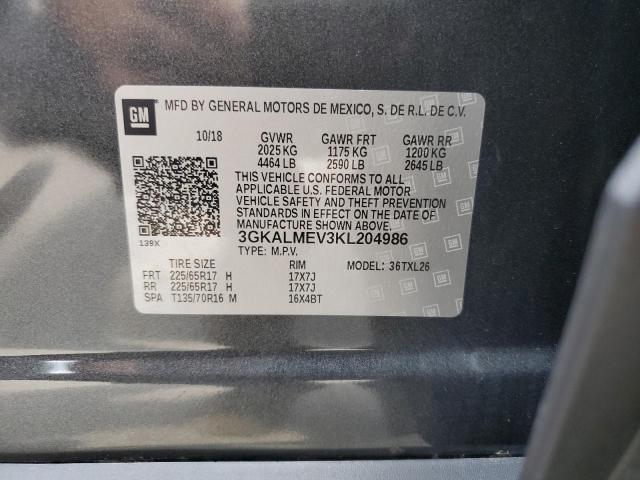 GM
MFD BY GENERAL MOTORS DE MEXICO, S. DE R.L. DE C.V.
10/18 GVWR GAWR FRT GAWR RR
2025 KG 1175 KG 1200 KG
4464 LB 2590 LB 2645 LB
THIS VEHICLE CONFORMS TO ALL
APPLICABLE U.S. FEDERAL MOTOR
VEHICLE SAFETY AND THEFT PREVENTION
STANDARDS IN EFFECT ON THE DATE OF
MANUFACTURE SHOWN ABOVE.
3GKALMEV3KL204986
TYPE: M.P.V.
139X
TIRE SIZE RIM MODEL: 36TXL26
FRT 225/65R17 H 17X7J
RR 225/65R17 H 17X7J
SPA T135/70R16 M 16X4BT